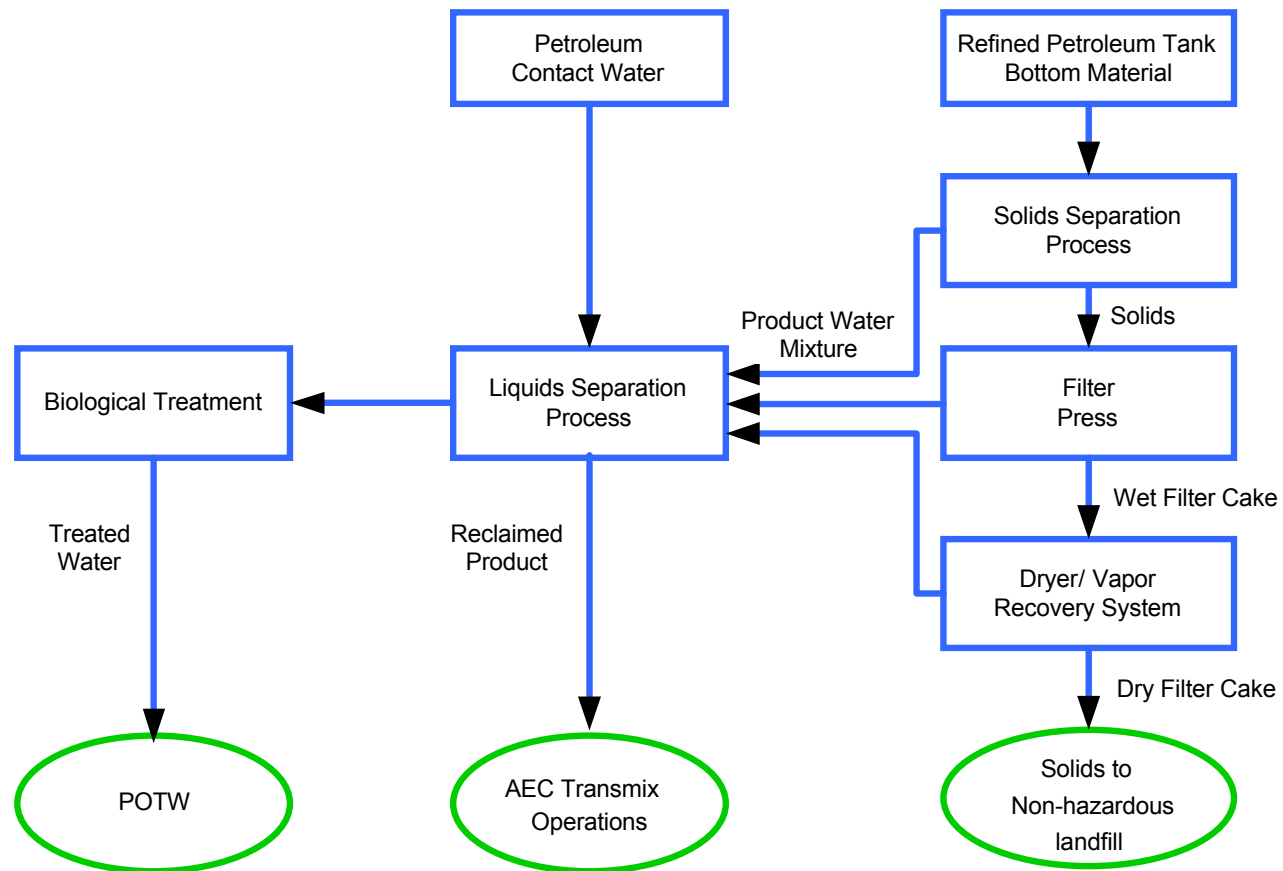 Petroleum
Contact Water
Refined Petroleum Tank
Bottom Material
Solids Separation
Process
Product Water
Mixture
Solids
Biological Treatment
Liquids Separation
Process
Filter
Press
Wet Filter Cake
Treated
Water
Reclaimed
Product
Dryer/ Vapor
Recovery System
Dry Filter Cake
POTW
AEC Transmix
Operations
Solids to
Non-hazardous
landfill